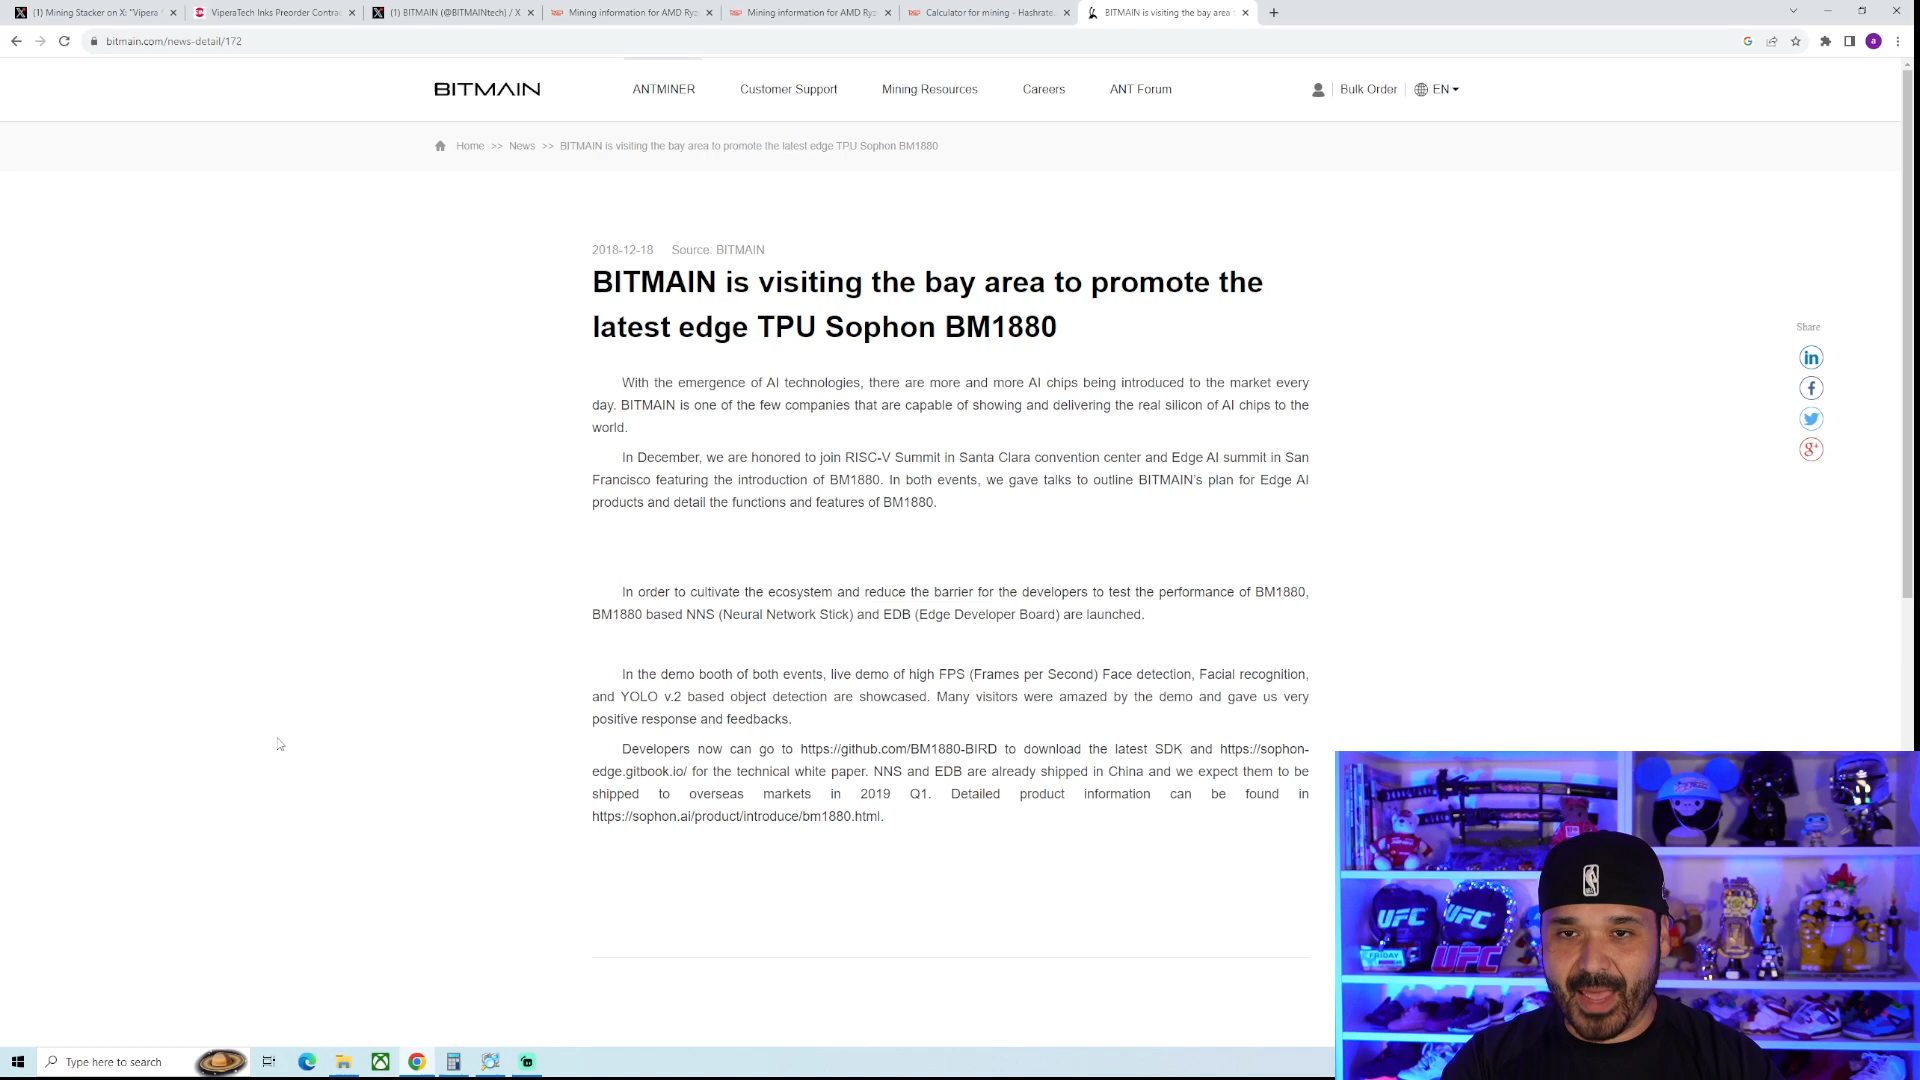 (1) Mining Stacker on X: "Vipera
ViperaTech Inks Preorder Contra
(1) BITMAIN (@BITMAINtech) / X
Mining information for AMD Ryz
Mining information for AMD Ryz
Calculator for mining - Hashrate.
BITMAIN is visiting the bay area
bitmain.com/news-detail/172
a
BITMAIN
ANTMINER
Customer Support
Mining Resources
Careers
ANT Forum
Bulk Order
EN
Home >> News >> BITMAIN is visiting the bay area to promote the latest edge TPU Sophon BM1880
2018-12-18 Source: BITMAIN
BITMAIN is visiting the bay area to promote the
latest edge TPU Sophon BM1880
With the emergence of AI technologies, there are more and more AI chips being introduced to the market every
day. BITMAIN is one of the few companies that are capable of showing and delivering the real silicon of AI chips to the
world.
In December, we are honored to join RISC-V Summit in Santa Clara convention center and Edge AI summit in San
Francisco featuring the introduction of BM1880. In both events, we gave talks to outline BITMAIN's plan for Edge AI
products and detail the functions and features of BM1880.
In order to cultivate the ecosystem and reduce the barrier for the developers to test the performance of BM1880,
BM1880 based NNS (Neural Network Stick) and EDB (Edge Developer Board) are launched.
In the demo booth of both events, live demo of high FPS (Frames per Second) Face detection, Facial recognition,
and YOLO v.2 based object detection are showcased. Many visitors were amazed by the demo and gave us very
positive response and feedbacks.
Developers now can go to https://github.com/BM1880-BIRD to download the latest SDK and https://sophon-
edge.gitbook.io/ for the technical white paper. NNS and EDB are already shipped in China and we expect them to be
shipped to overseas markets in 2019 Q1. Detailed product information can be found in
https://sophon.ai/product/introduce/bm1880.html.
Share
in
f
g+
UFC
UFC
FRIDAY
UFC
Type here to search